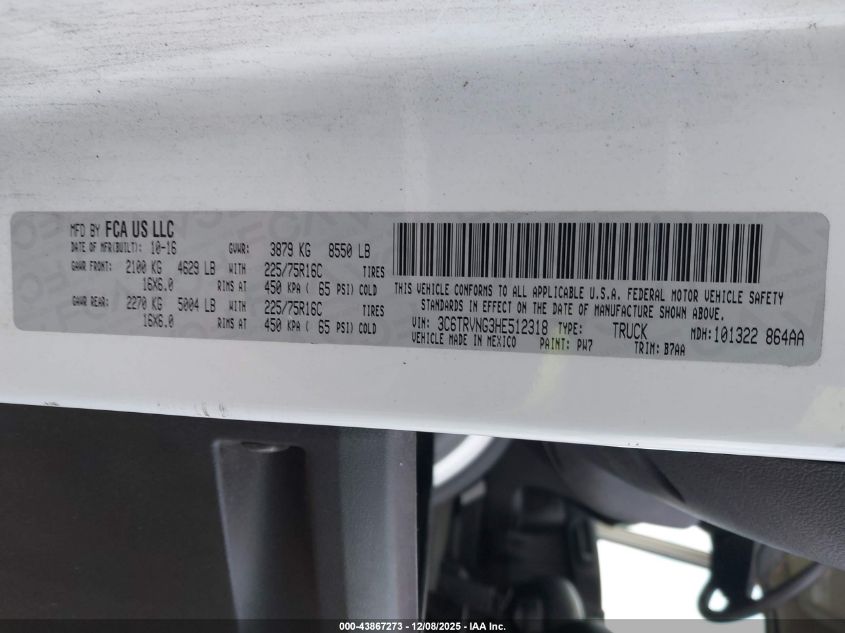 MFD BY FCA US LLC
DATE OF MFR(BUILT): 10-16 GVWR: 3879 KG 8550 LB
GAWR FRONT: 2100 KG 4629 LB WITH 225/75R16C TIRES
16X6.0 RIMS AT 450 KPA ( 65 PSI) COLD
GAWR REAR: 2270 KG 5004 LB WITH 225/75R16C TIRES
16X6.0 RIMS AT 450 KPA ( 65 PSI) COLD
THIS VEHICLE CONFORMS TO ALL APPLICABLE U.S.A. FEDERAL MOTOR VEHICLE SAFETY
STANDARDS IN EFFECT ON THE DATE OF MANUFACTURE SHOWN ABOVE.
VIN: 3C6TRVNG3HE512318 TYPE: TRUCK MDH:101322 864AA
VEHICLE MADE IN MEXICO PAINT: PW7 TRIM: B7AA
000-43867273 - 12/08/2025 - IAA Inc.